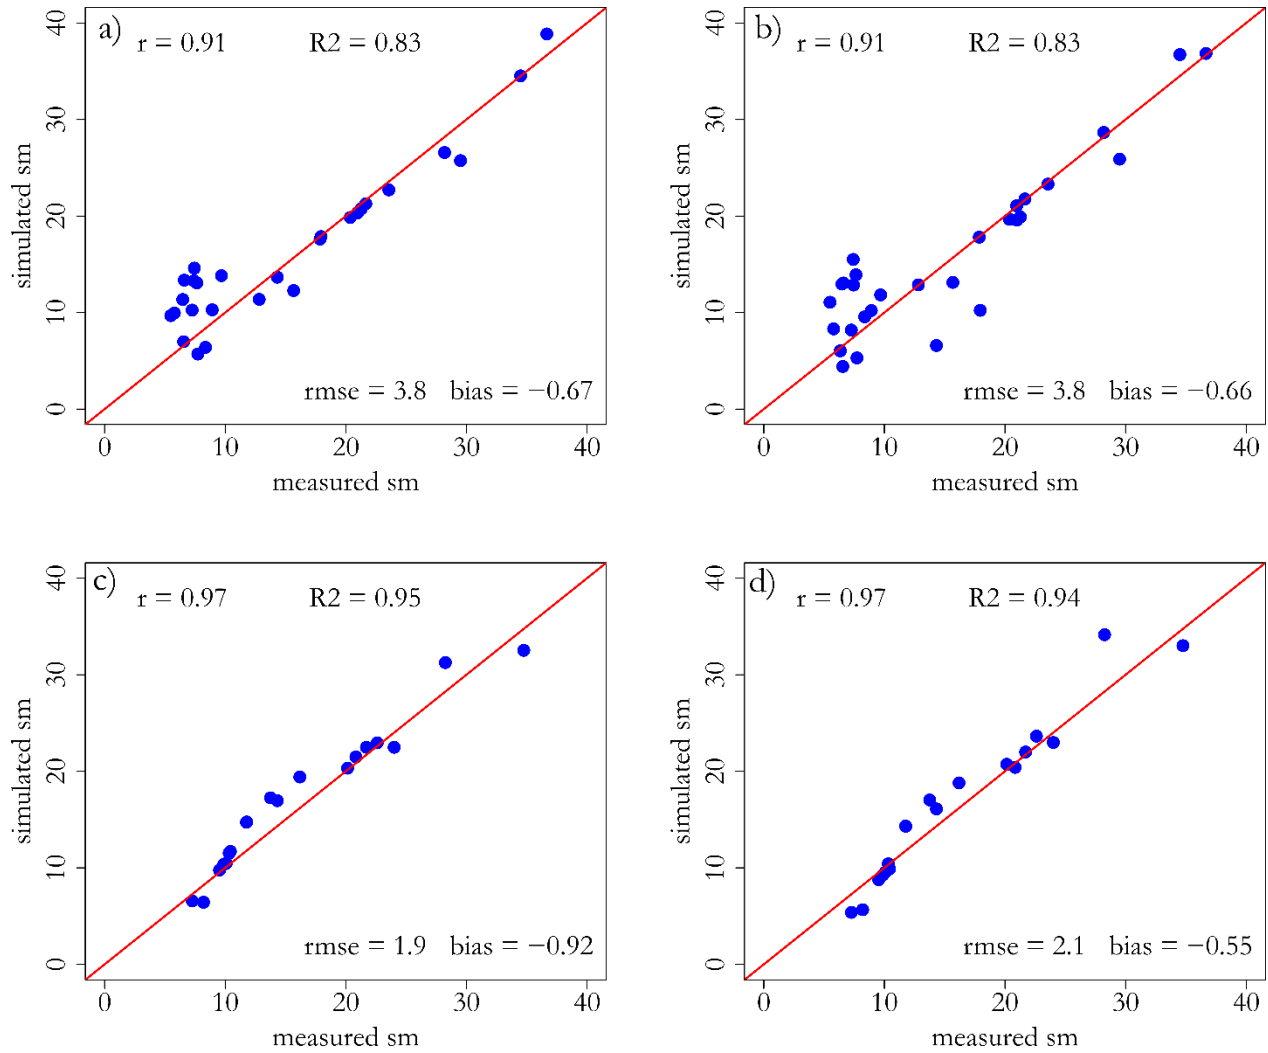 a)
r = 0.91 R2 = 0.83
40
30
20
10
0
simulated sm
rmse = 3.8 bias = −0.67
0 10 20 30 40
measured sm
b)
r = 0.91 R2 = 0.83
40
30
20
10
0
simulated sm
rmse = 3.8 bias = −0.66
0 10 20 30 40
measured sm
c)
r = 0.97 R2 = 0.95
40
30
20
10
0
simulated sm
rmse = 1.9 bias = −0.92
0 10 20 30 40
measured sm
d)
r = 0.97 R2 = 0.94
40
30
20
10
0
simulated sm
rmse = 2.1 bias = −0.55
0 10 20 30 40
measured sm